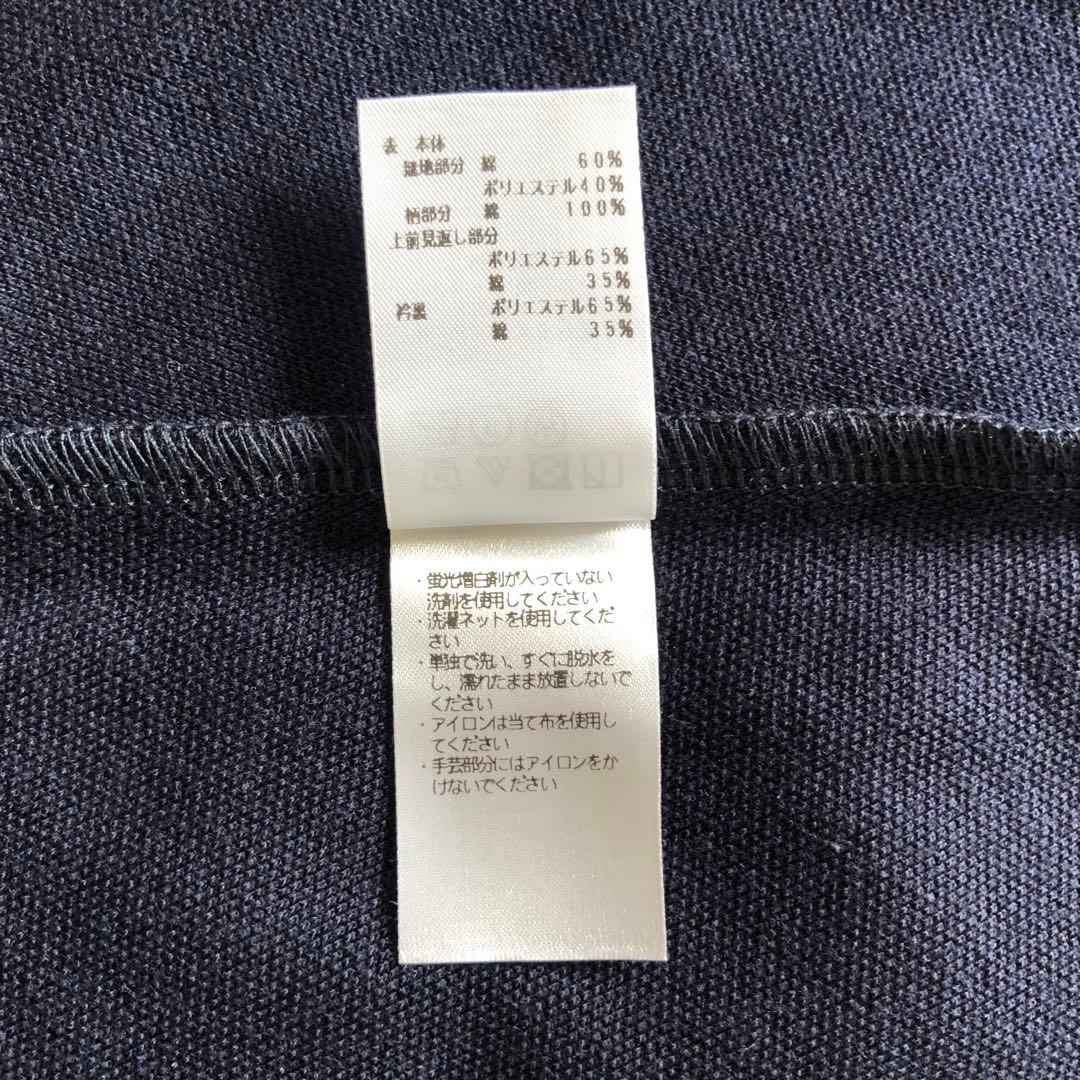 表 本体
無地部分 綿 60%
ポリエステル40%
柄部分 綿 100%
上前見返し部分
ポリエステル65%
綿 35%
衿裏 ポリエステル65%
綿 35%
・蛍光増白剤が入っていない
洗剤を使用してください
・洗濯ネットを使用してくだ
さい
・単独で洗い、すぐに脱水を
し、濡れたまま放置しないで
ください
・アイロンは当て布を使用し
てください
・手芸部分にはアイロンをか
けないでください